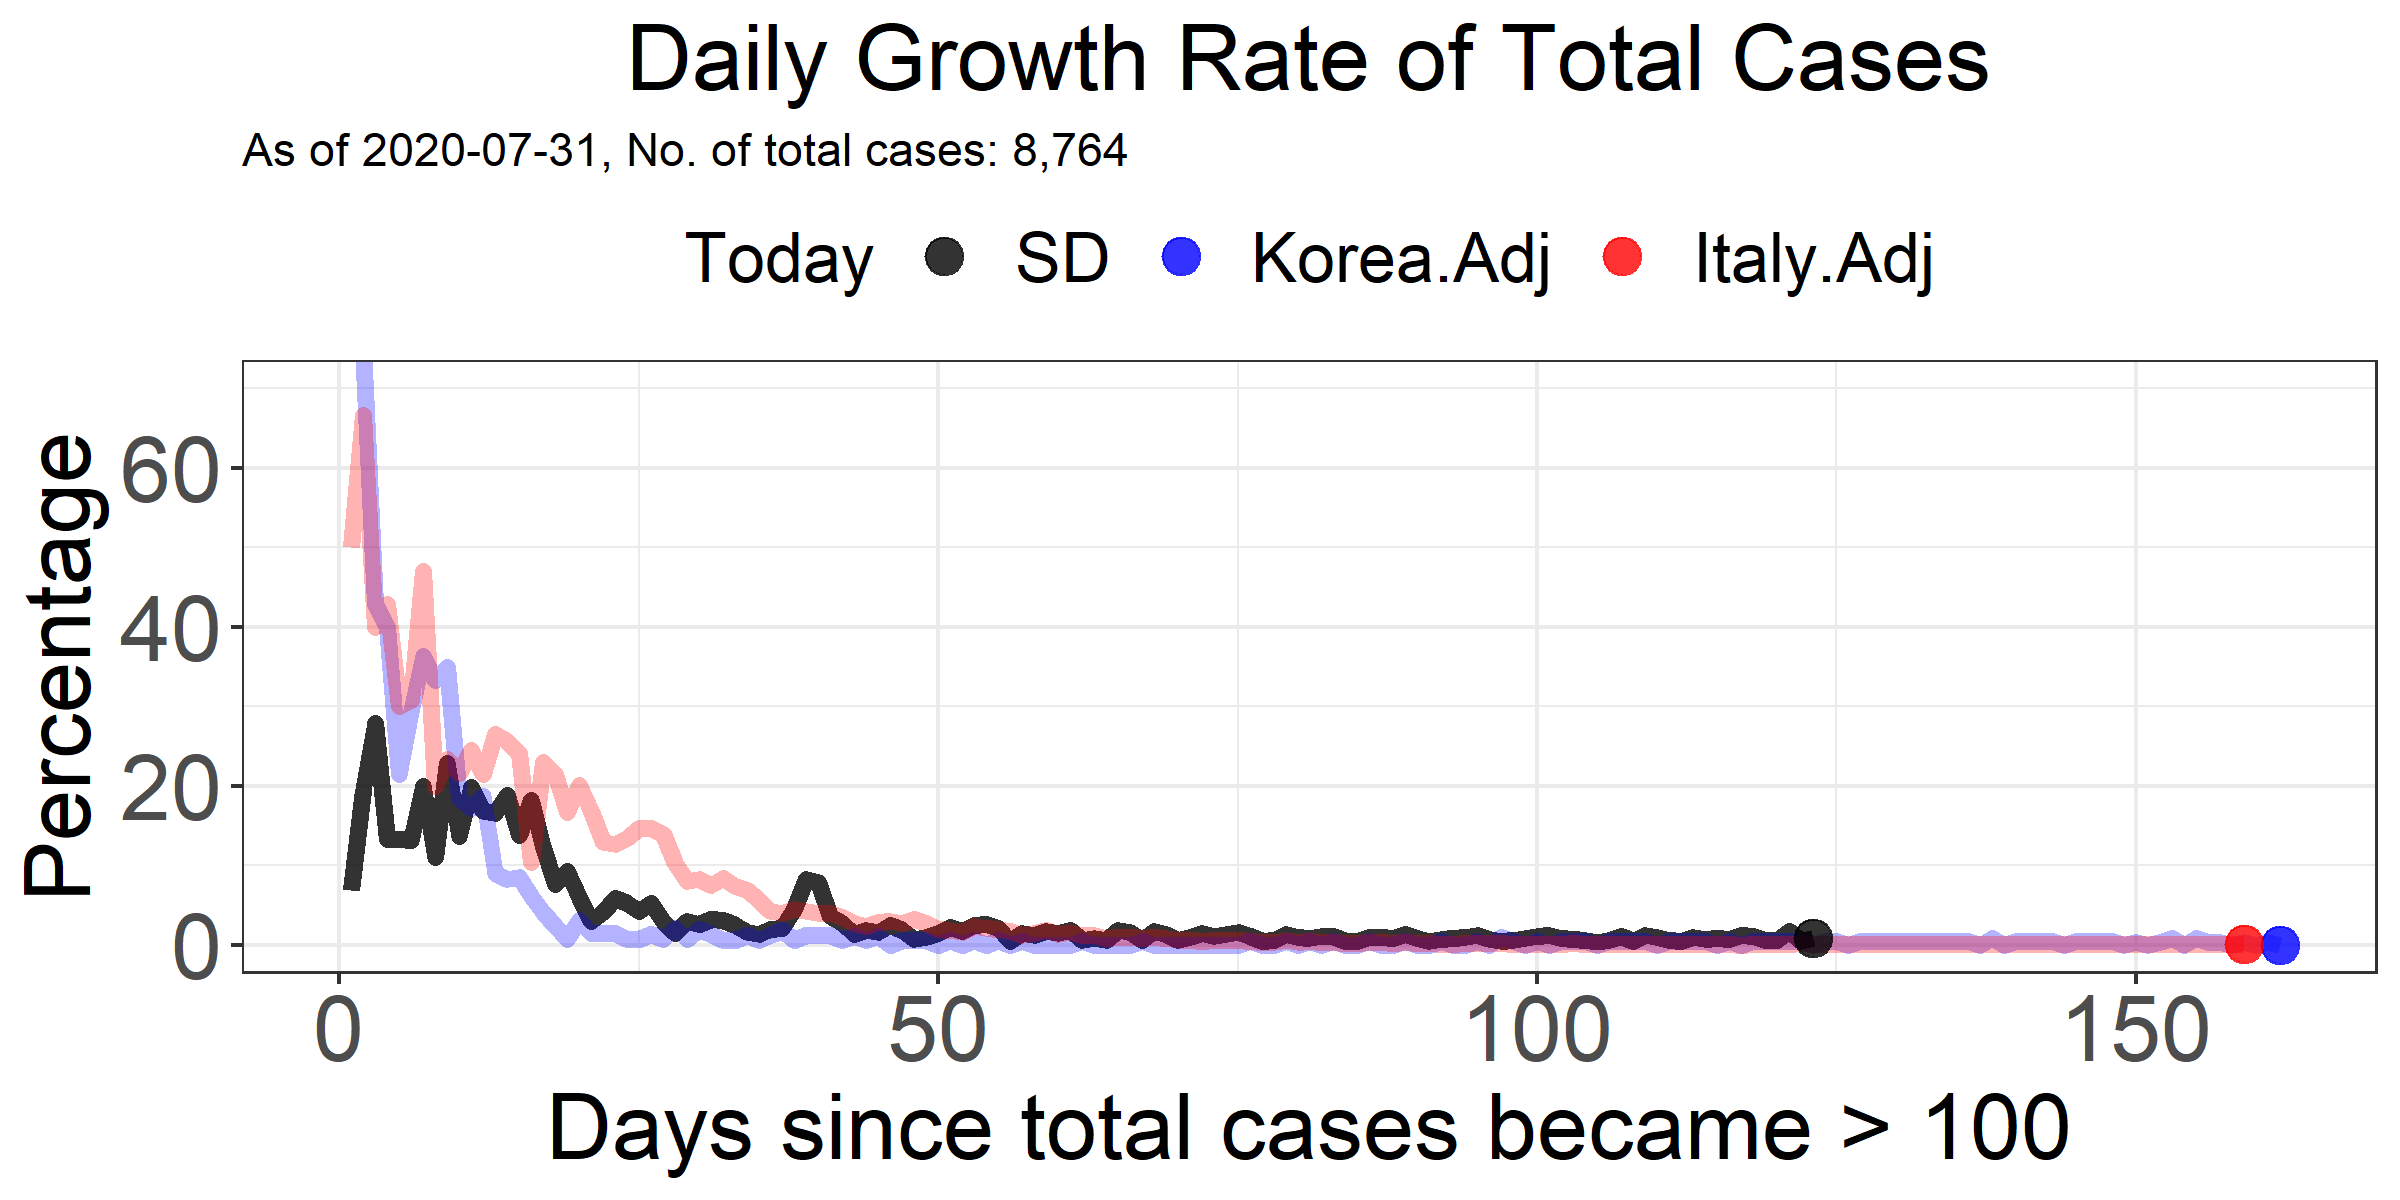 Daily Growth Rate of Total Cases
As of 2020-07-31, No. of total cases: 8,764
Today SD Korea.Adj Italy.Adj
Percentage
60
40
20
0
0 50 100 150
Days since total cases became > 100